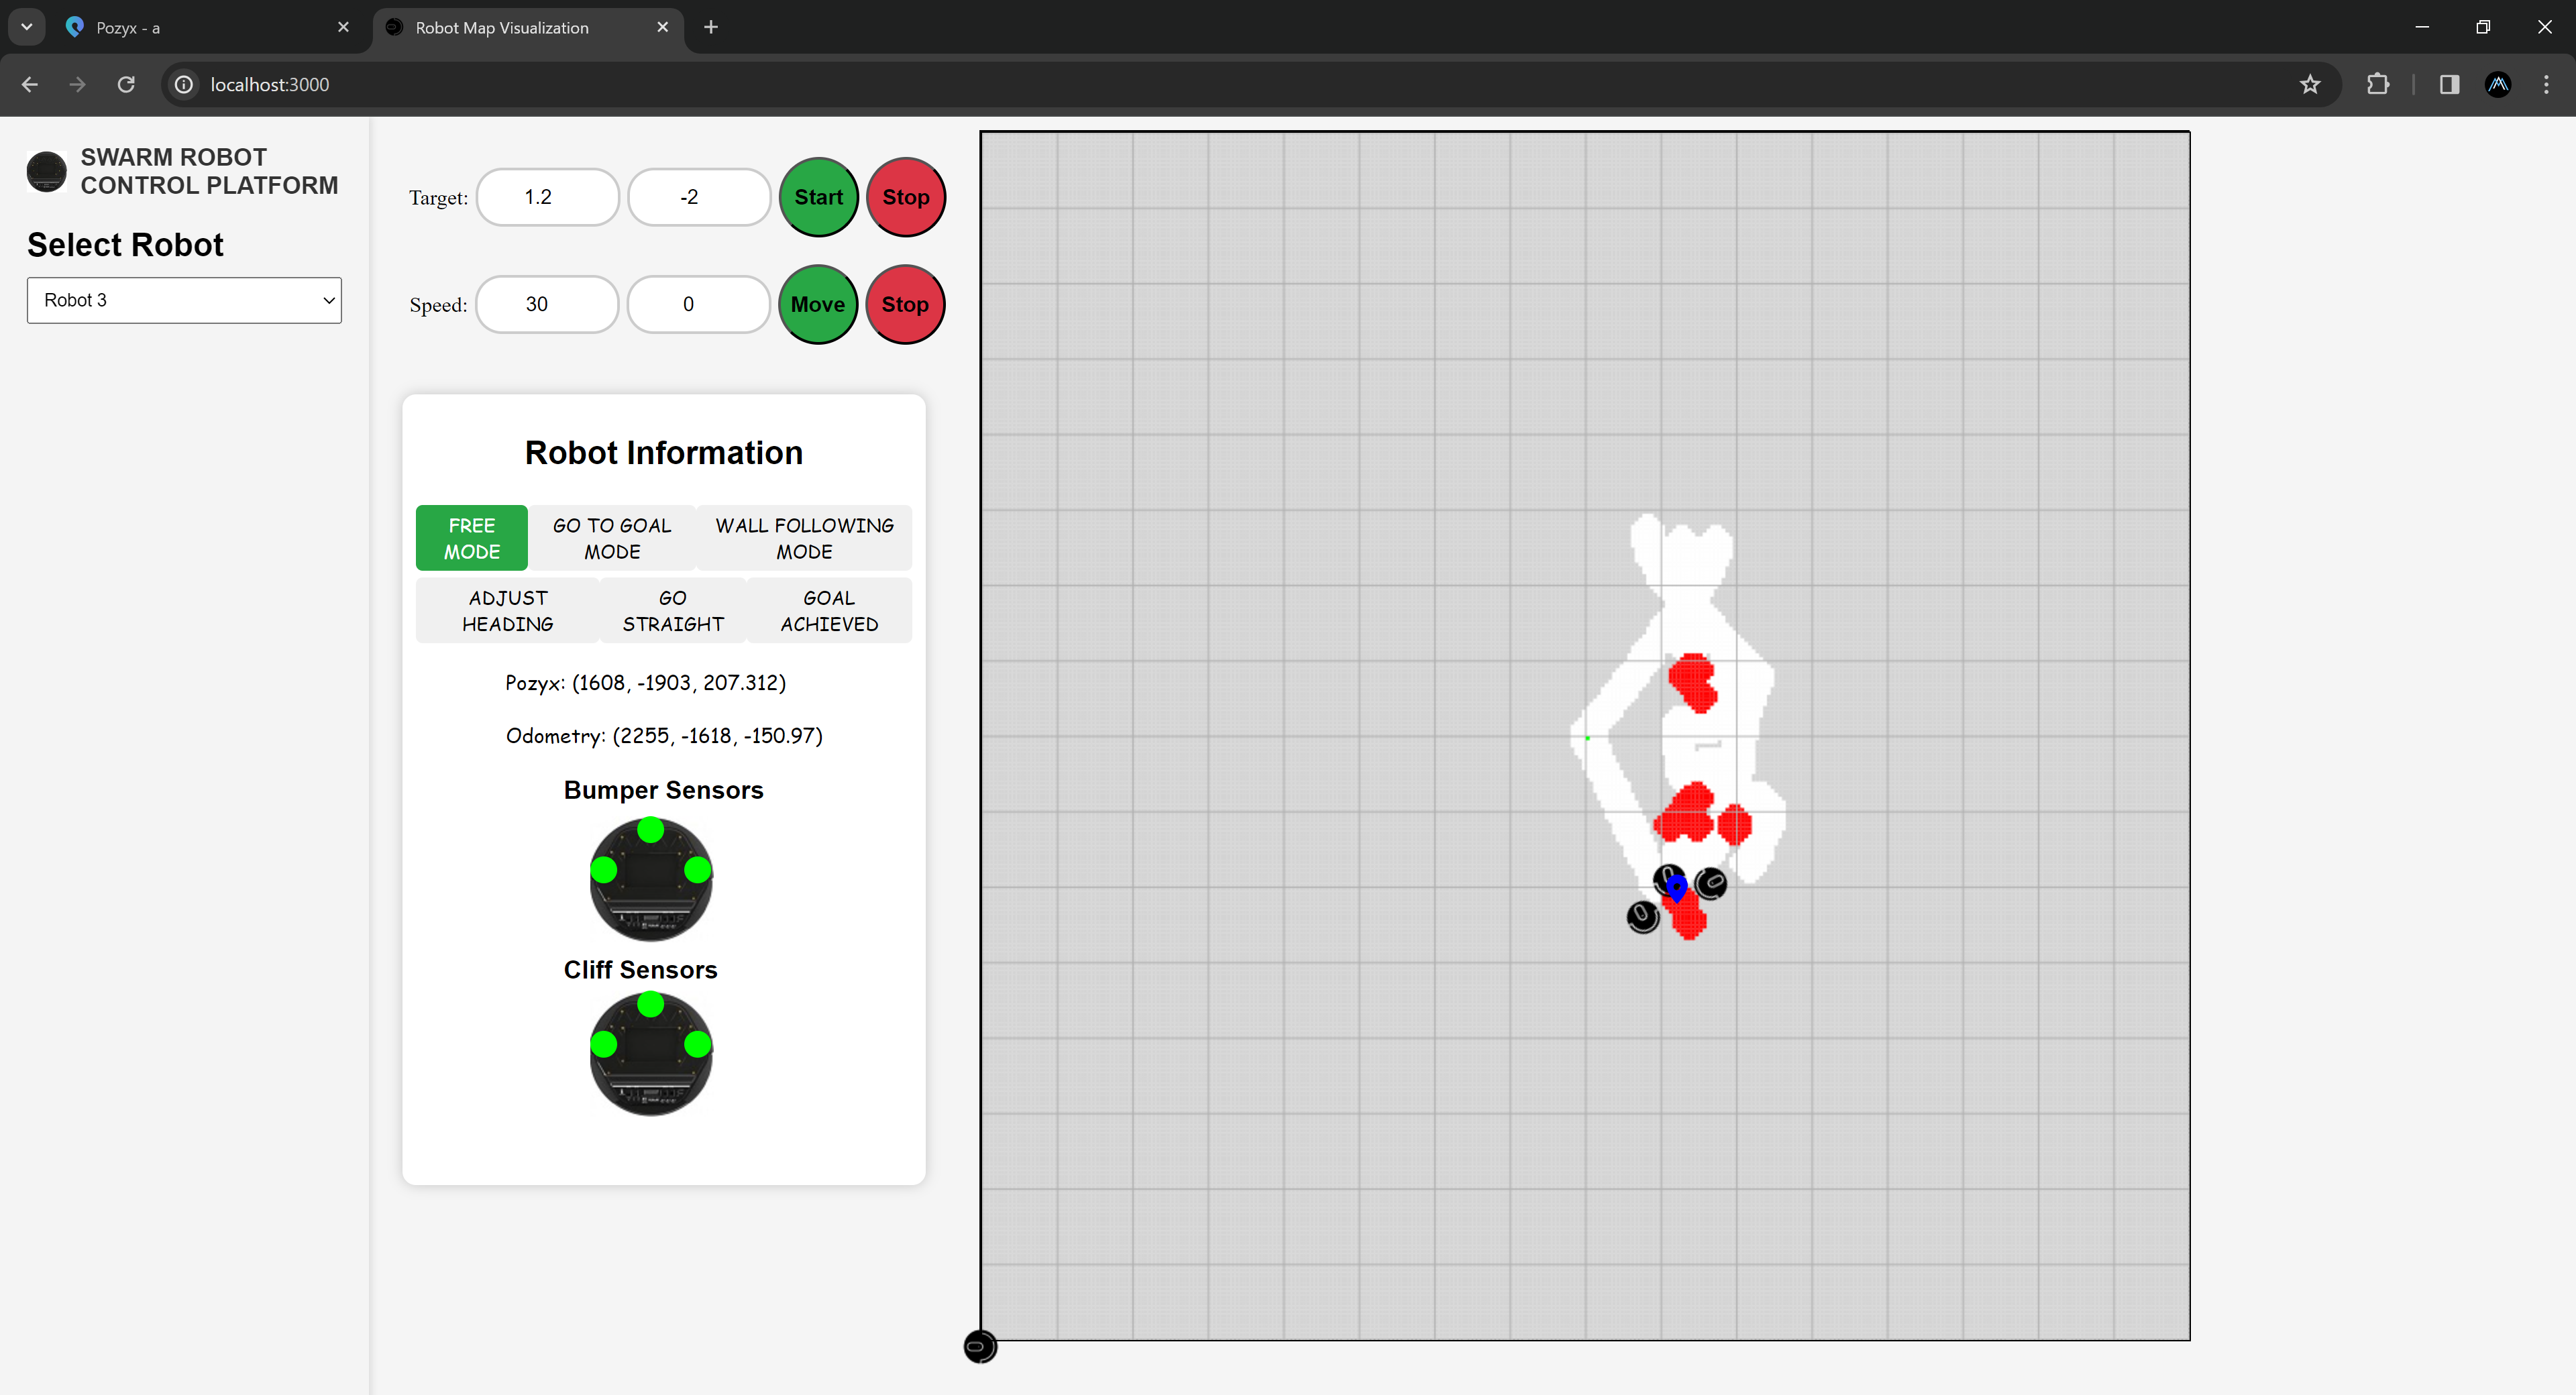 Pozyx - a
Robot Map Visualization
localhost:3000
SWARM ROBOT
CONTROL PLATFORM
Select Robot
Robot 3
Target: 1.2 -2 Start Stop
Speed: 30 0 Move Stop
Robot Information
FREE
MODE
GO TO GOAL
MODE
WALL FOLLOWING
MODE
ADJUST
HEADING
GO
STRAIGHT
GOAL
ACHIEVED
Pozyx: (1608, -1903, 207.312)
Odometry: (2255, -1618, -150.97)
Bumper Sensors
Cliff Sensors